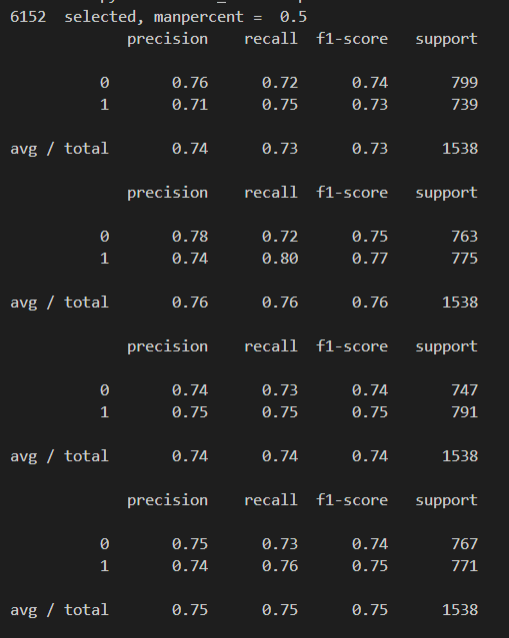 6152  selected, manpercent =  0.5
             precision    recall  f1-score   support

          0       0.76      0.72      0.74       799
          1       0.71      0.75      0.73       739

avg / total       0.74      0.73      0.73      1538

             precision    recall  f1-score   support

          0       0.78      0.72      0.75       763
          1       0.74      0.80      0.77       775

avg / total       0.76      0.76      0.76      1538

             precision    recall  f1-score   support

          0       0.74      0.73      0.74       747
          1       0.75      0.75      0.75       791

avg / total       0.74      0.74      0.74      1538

             precision    recall  f1-score   support

          0       0.75      0.73      0.74       767
          1       0.74      0.76      0.75       771

avg / total       0.75      0.75      0.75      1538